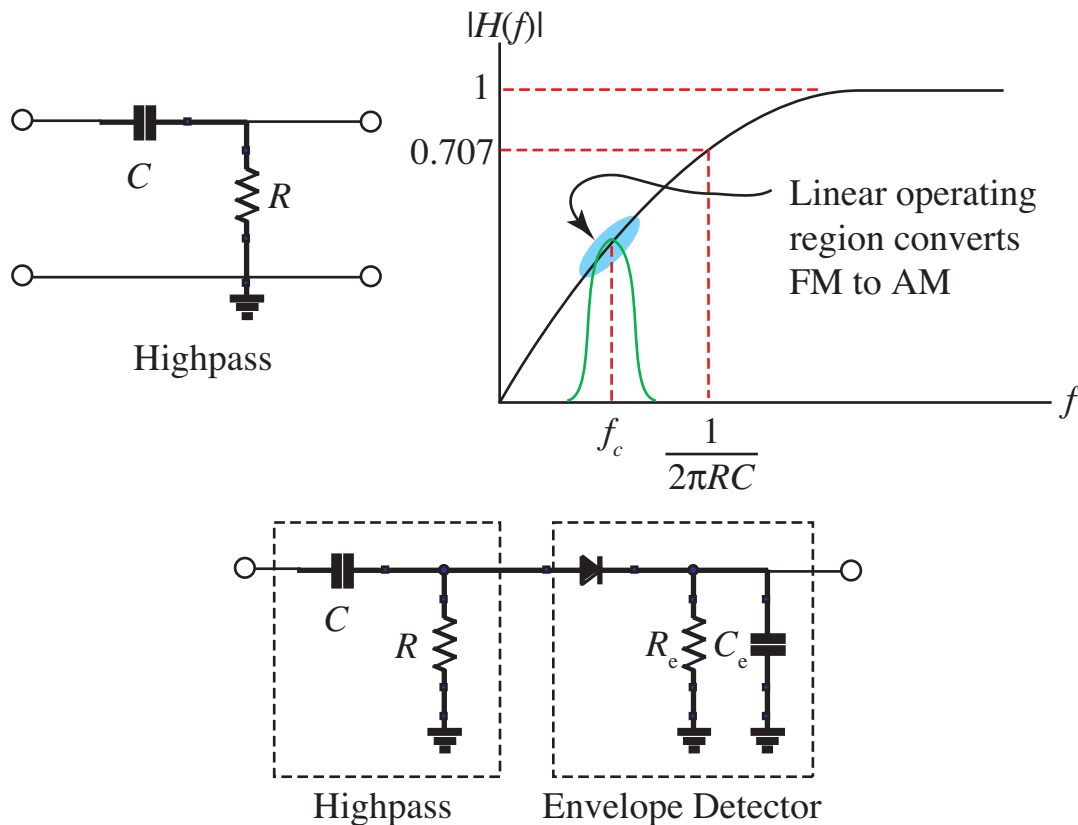 |H(f)|
1
0.707
C
R
Linear operating
region converts
FM to AM
Highpass
f_c
1
2πRC
f
C
R
R_e
C_e
Highpass
Envelope Detector